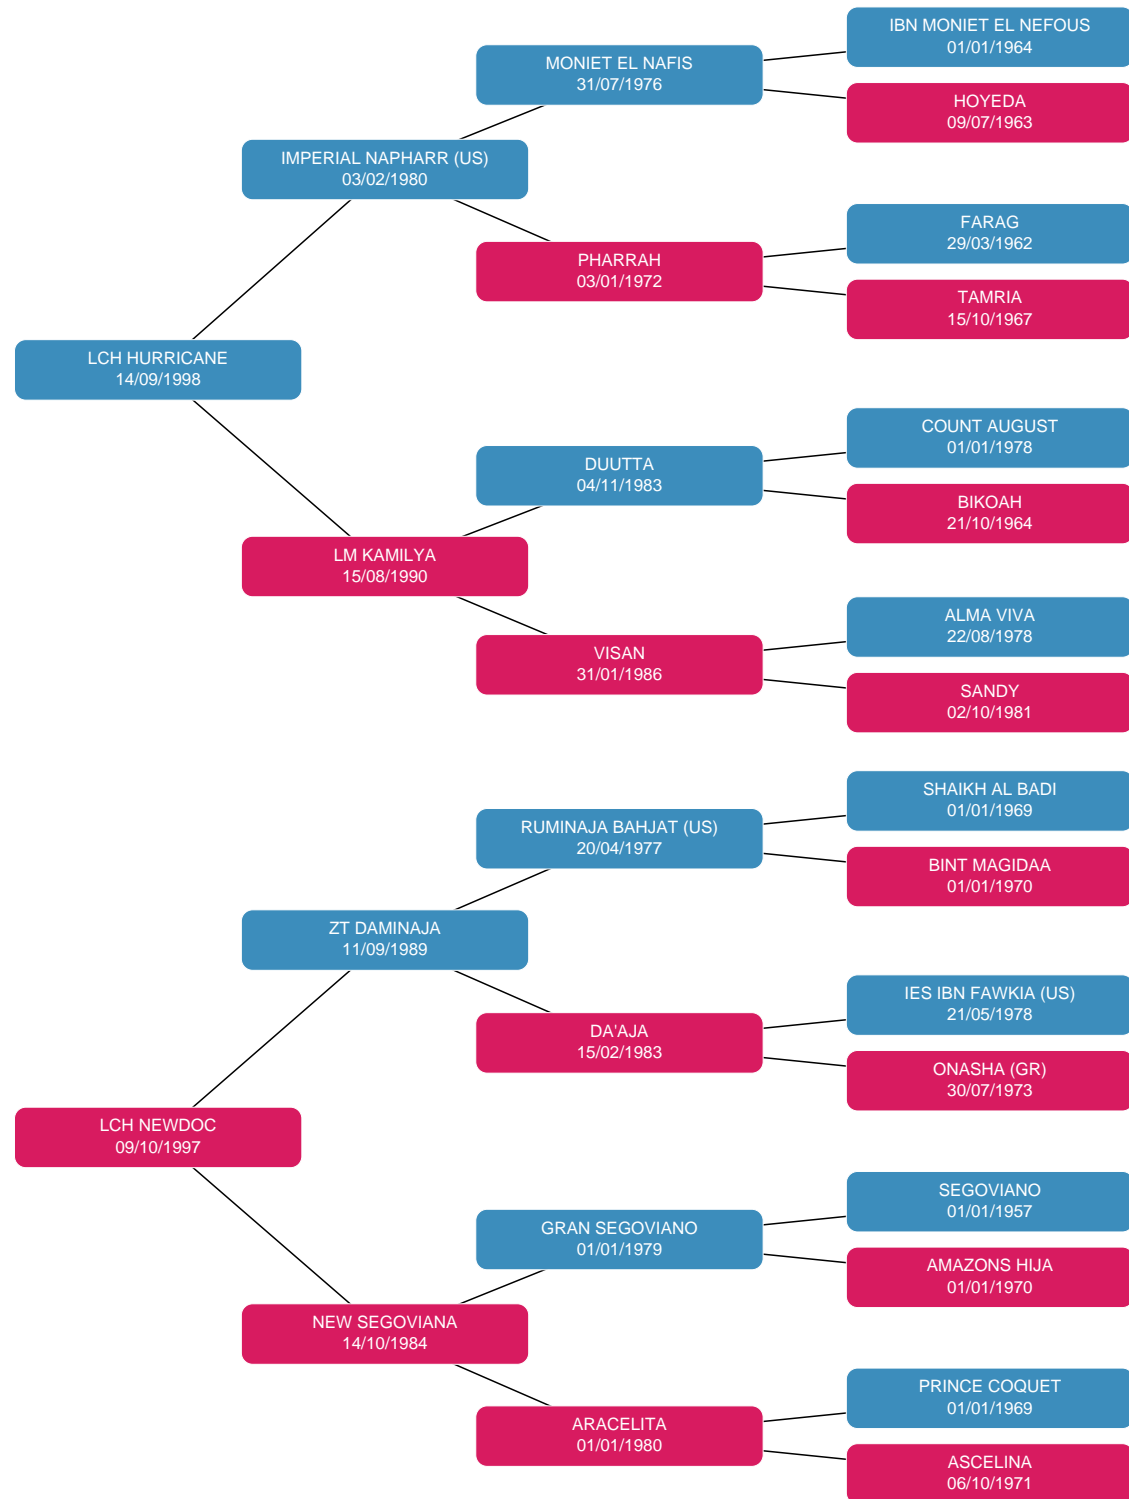 IBN MONIET EL NEFOUS
01/01/1964
MONIET EL NAFIS
31/07/1976
HOYEDA
09/07/1963
IMPERIAL NAPHARR (US)
03/02/1980
FARAG
29/03/1962
PHARRAH
03/01/1972
TAMRIA
15/10/1967
LCH HURRICANE
14/09/1998
COUNT AUGUST
01/01/1978
DUUTTA
04/11/1983
BIKOAH
21/10/1964
LM KAMILYA
15/08/1990
ALMA VIVA
22/08/1978
VISAN
31/01/1986
SANDY
02/10/1981
SHAIKH AL BADI
01/01/1969
RUMINAJA BAHJAT (US)
20/04/1977
BINT MAGIDAA
01/01/1970
ZT DAMINAJA
11/09/1989
IES IBN FAWKIA (US)
21/05/1978
DA'AJA
15/02/1983
ONASHA (GR)
30/07/1973
LCH NEWDOC
09/10/1997
SEGOVIANO
01/01/1957
GRAN SEGOVIANO
01/01/1979
AMAZONS HIJA
01/01/1970
NEW SEGOVIANA
14/10/1984
PRINCE COQUET
01/01/1969
ARACELITA
01/01/1980
ASCELINA
06/10/1971